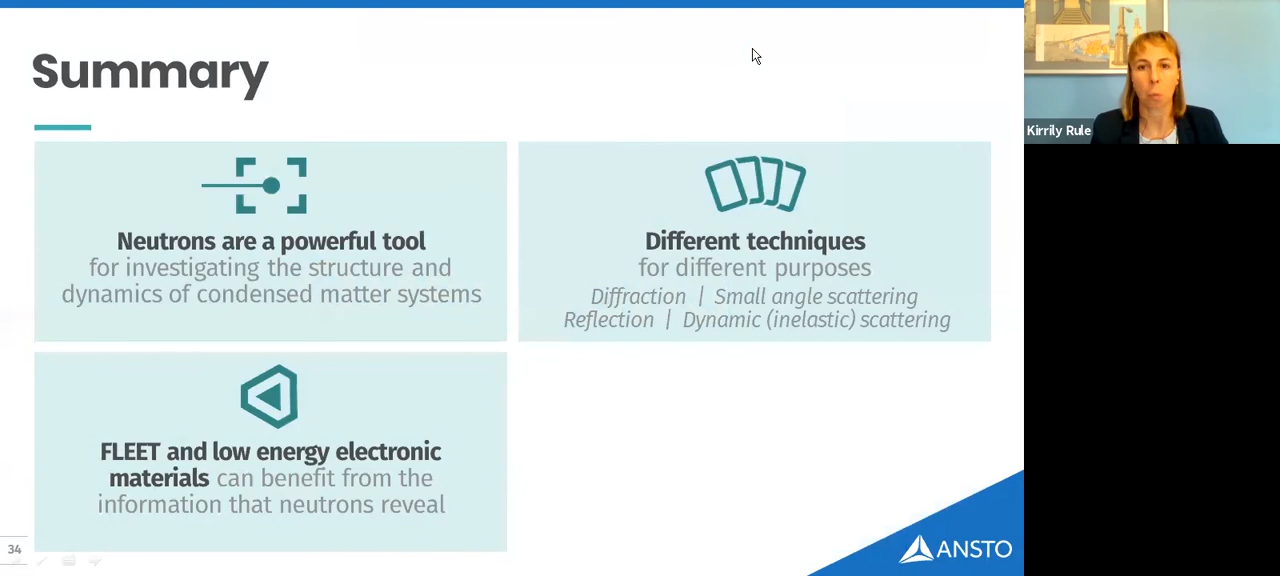 Summary
Neutrons are a powerful tool
for investigating the structure and
dynamics of condensed matter systems
Different techniques
for different purposes
Diffraction | Small angle scattering
Reflection | Dynamic (inelastic) scattering
FLEET and low energy electronic
materials can benefit from the
information that neutrons reveal
34
ANSTO
Kirrily Rule